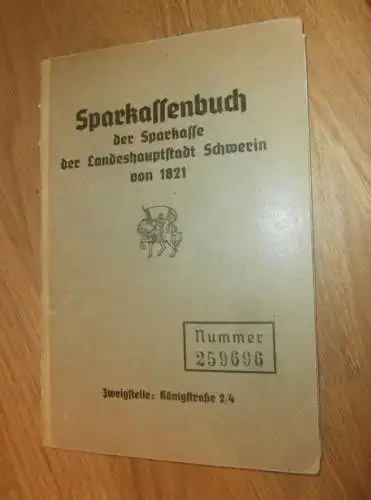 Sparkassenbuch
der Sparkasse
der Landeshauptstadt Schwerin
von 1821
Nummer
259696
Zweigstelle: Königstraße 2/4